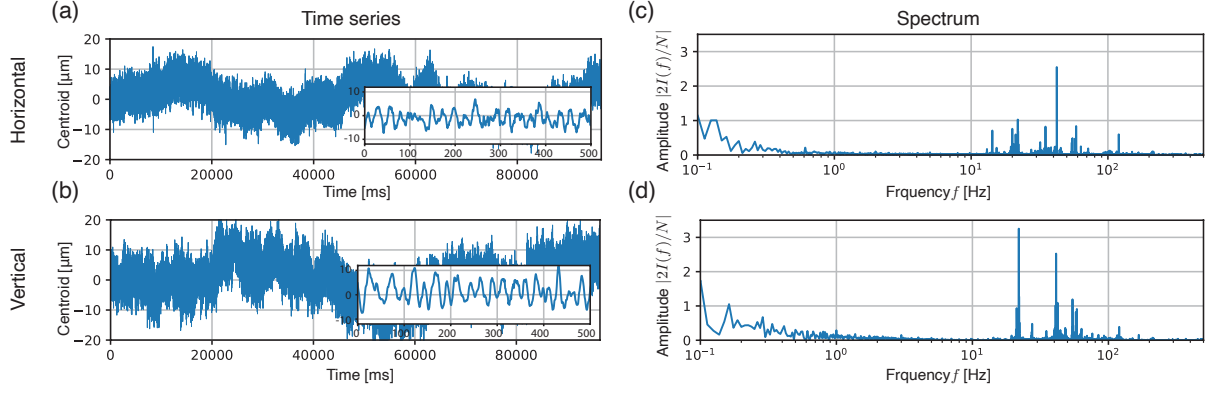 (a) Time series (c) Spectrum
Horizontal
Centroid [µm]
20
10
0
−10
−20
10
0
−10
0 100 200 300 400 500
0 20000 40000 60000 80000
Time [ms]
Amplitude |2I(f)/N|
3
2
1
0
10⁻¹ 10⁰ 10¹ 10²
Frquency f [Hz]
(b) (d)
Vertical
Centroid [µm]
20
10
0
−10
−20
10
0
−10
0 100 200 300 400 500
0 20000 40000 60000 80000
Time [ms]
Amplitude |2I(f)/N|
3
2
1
0
10⁻¹ 10⁰ 10¹ 10²
Frquency f [Hz]